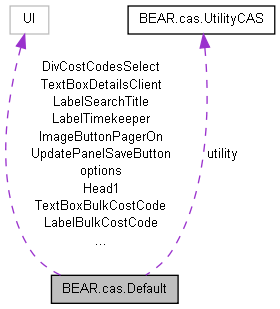 UI
BEAR.cas.UtilityCAS
DivCostCodesSelect
TextBoxDetailsClient
LabelSearchTitle
LabelTimekeeper
ImageButtonPagerOn
UpdatePanelSaveButton
options
Head1
TextBoxBulkCostCode
LabelBulkCostCode
...
utility
BEAR.cas.Default